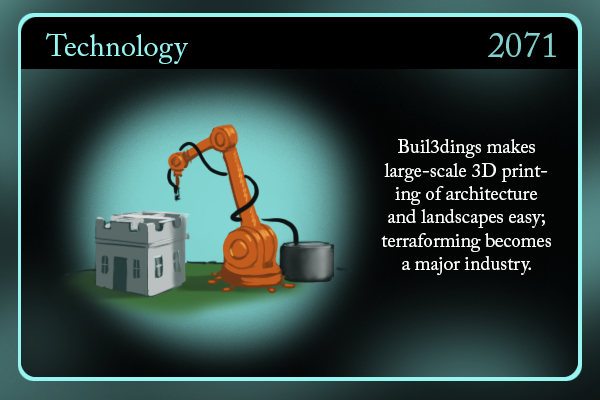 Technology 2071
Buil3dings makes
large-scale 3D print-
ing of architecture
and landscapes easy;
terraforming becomes
a major industry.